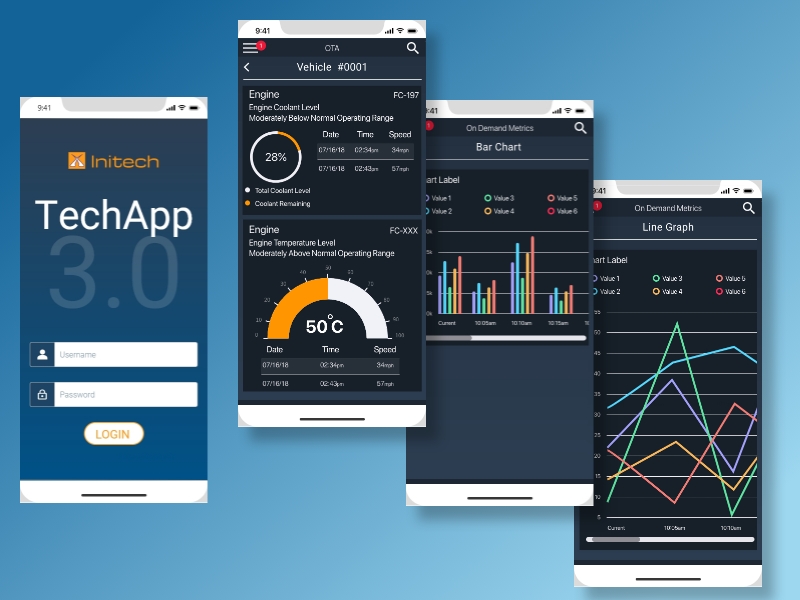 9:41
Initech
TechApp
3.0
Username
Password
LOGIN
9:41
1
OTA
Vehicle #0001
Engine FC-197
Engine Coolant Level
Moderately Below Normal Operating Range
28%
Date Time Speed
07/16/18 02:34pm 34mph
07/16/18 02:43pm 57mph
Total Coolant Level
Coolant Remaining
Engine FC-XXX
Engine Temperature Level
Moderately Above Normal Operating Range
0 10 20 30 40 50 60 70 80 90 100
50°C
Date Time Speed
07/16/18 02:34pm 34mph
07/16/18 02:43pm 57mph
9:41
On Demand Metrics
Bar Chart
art Label
Value 1 Value 3 Value 5
Value 2 Value 4 Value 6
Current 10:05am 10:10am 10:15am
9:41
1
On Demand Metrics
Line Graph
art Label
Value 1 Value 3 Value 5
Value 2 Value 4 Value 6
55
50
45
40
35
30
25
20
15
10
5
Current 10:05am 10:10am